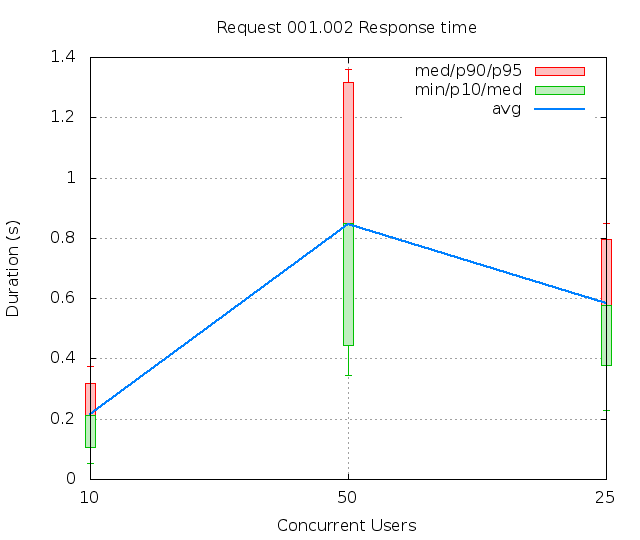 Request 001.002 Response time
med/p90/p95
min/p10/med
avg
1.4
1.2
1
0.8
0.6
0.4
0.2
0
Duration (s)
10
50
25
Concurrent Users